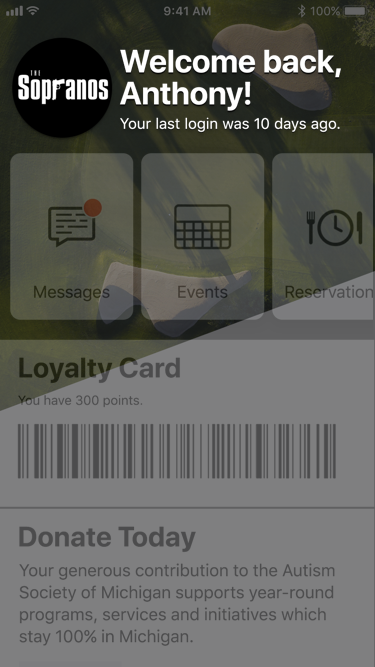 9:41 AM
100%
THE
Sopranos
Welcome back,
Anthony!
Your last login was 10 days ago.
Messages
Events
Reservation
Loyalty Card
You have 300 points.
Donate Today
Your generous contribution to the Autism
Society of Michigan supports year-round
programs, services and initiatives which
stay 100% in Michigan.